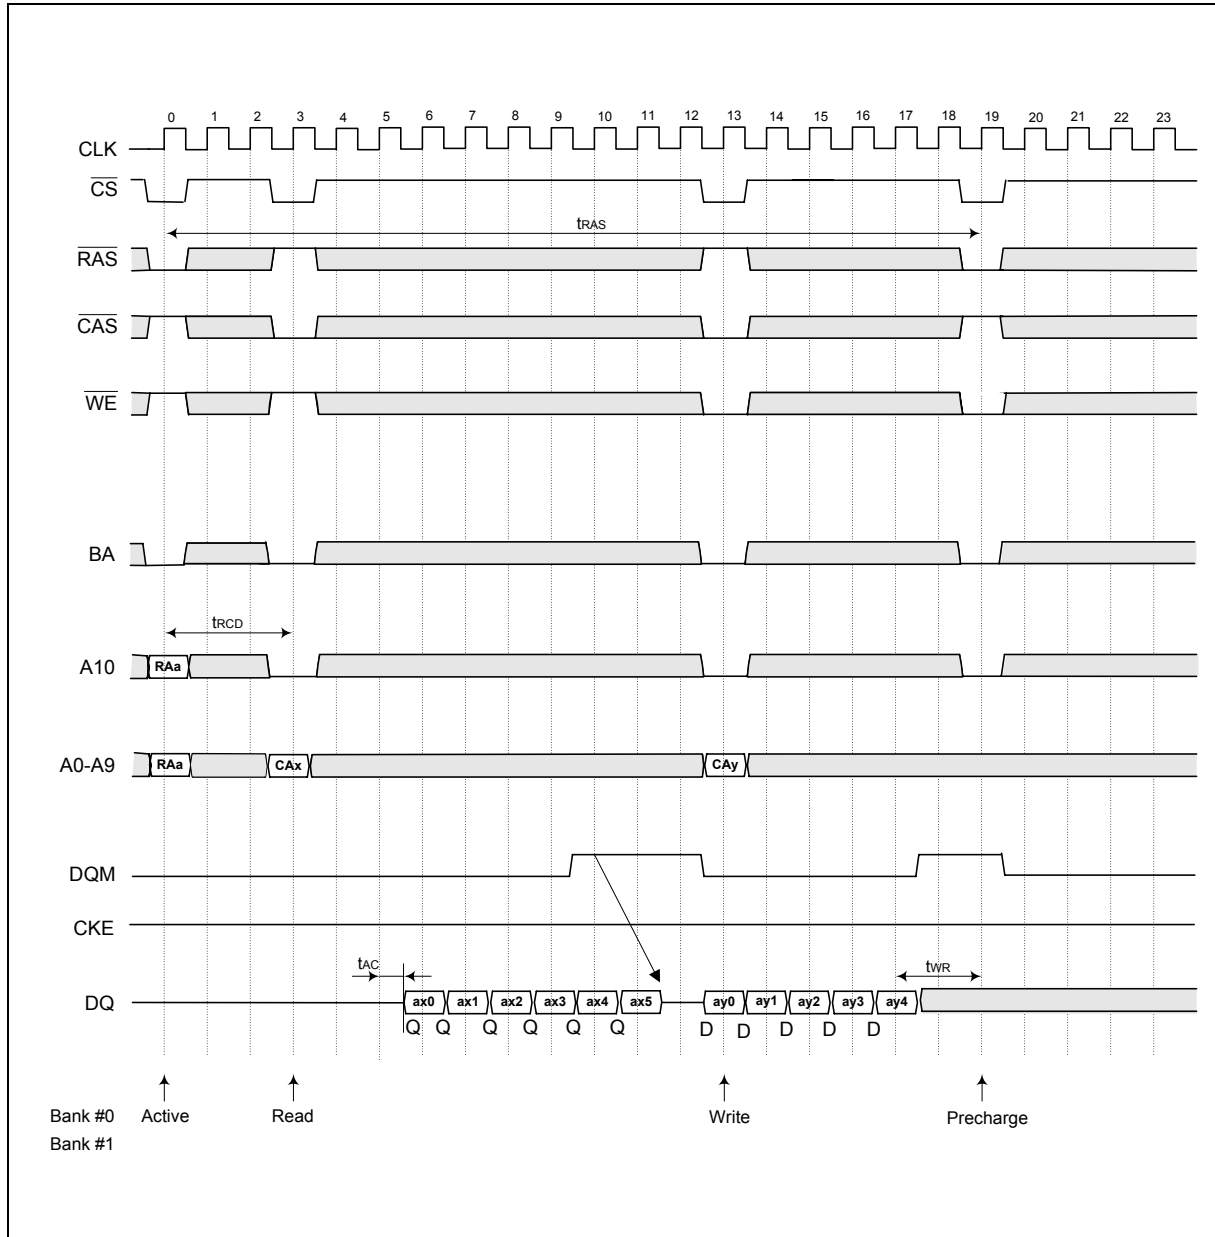 0 1 2 3 4 5 6 7 8 9 10 11 12 13 14 15 16 17 18 19 20 21 22 23
CLK
CS
tRAS
RAS
CAS
WE
BA
tRCD
A10 RAa
A0-A9 RAa CAx CAy
DQM
CKE
tAC tWR
DQ ax0 ax1 ax2 ax3 ax4 ax5 ay0 ay1 ay2 ay3 ay4
Q Q Q Q Q Q D D D D D
Bank #0 Active Read Write Precharge
Bank #1